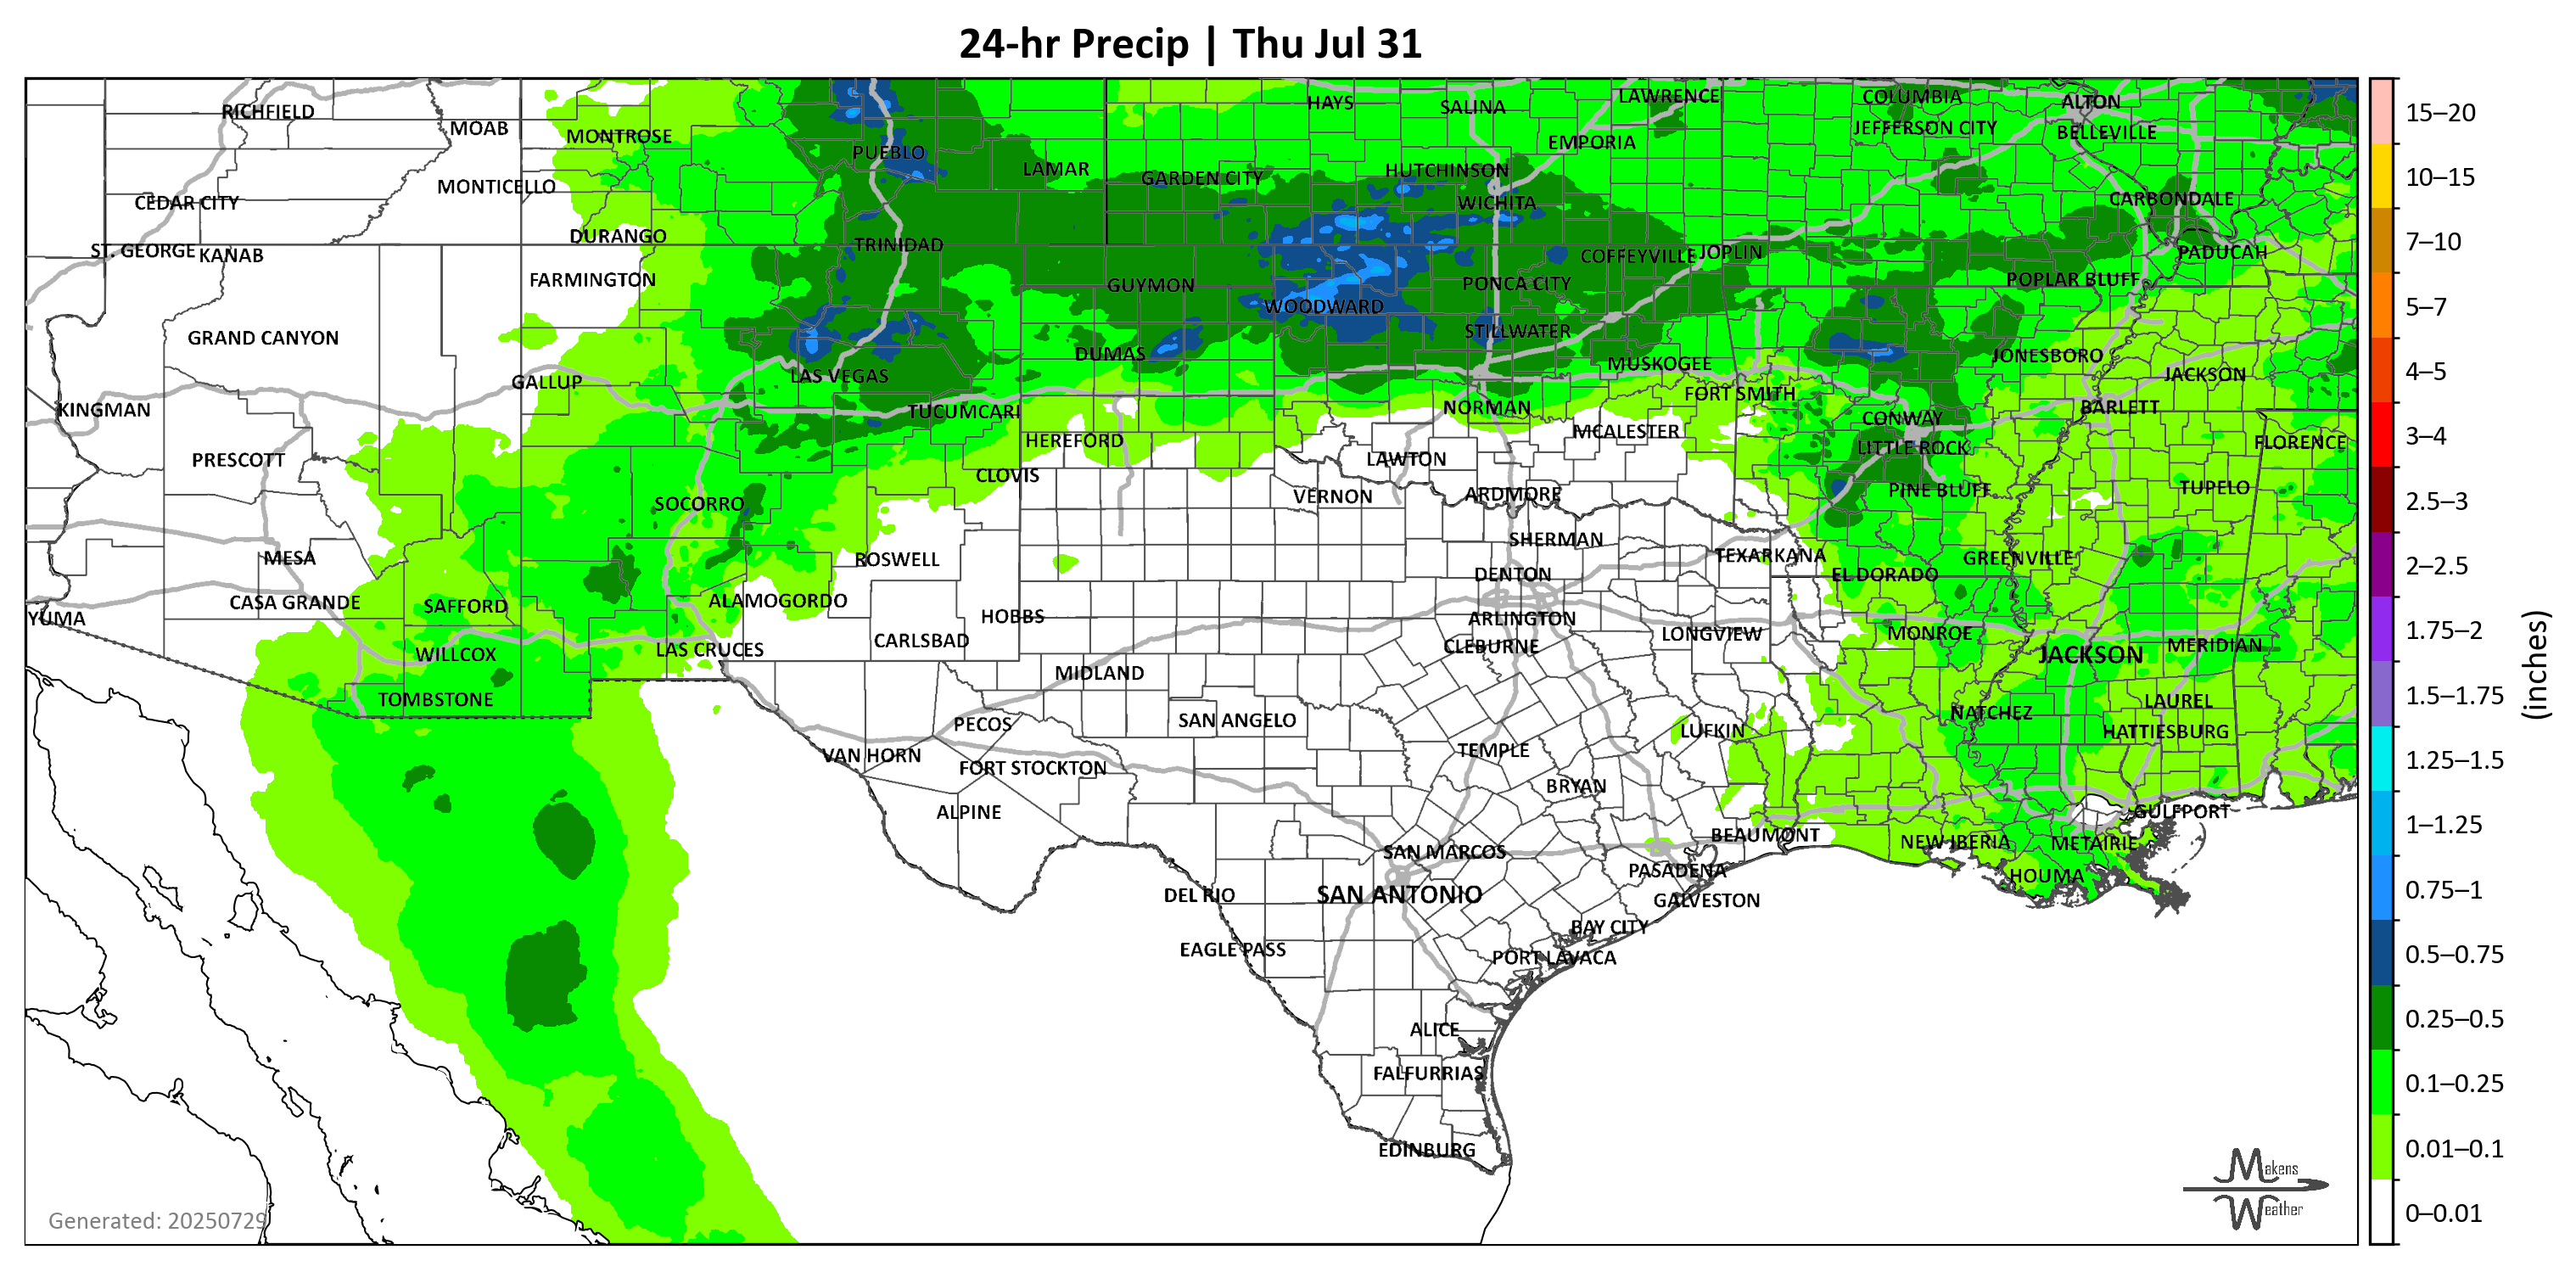 24-hr Precip | Thu Jul 31
RICHFIELD
MOAB
MONTROSE
PUEBLO
LAMAR
HAYS
SALINA
LAWRENCE
COLUMBIA
ALTON
JEFFERSON CITY
BELLEVILLE
EMPORIA
MONTICELLO
CEDAR CITY
GARDEN CITY
HUTCHINSON
WICHITA
CARBONDALE
ST. GEORGE
KANAB
DURANGO
TRINIDAD
COFFEYVILLE
JOPLIN
PADUCAH
FARMINGTON
GUYMON
WOODWARD
PONCA CITY
POPLAR BLUFF
GRAND CANYON
STILLWATER
DUMAS
MUSKOGEE
JONESBORO
JACKSON
GALLUP
LAS VEGAS
FORT SMITH
KINGMAN
TUCUMCARI
NORMAN
CONWAY
BARLETT
HEREFORD
MCALESTER
LITTLE ROCK
FLORENCE
PRESCOTT
CLOVIS
LAWTON
SOCORRO
VERNON
ARDMORE
PINE BLUFF
TUPELO
MESA
ROSWELL
SHERMAN
TEXARKANA
GREENVILLE
DENTON
EL DORADO
CASA GRANDE
SAFFORD
ALAMOGORDO
YUMA
HOBBS
ARLINGTON
CARLSBAD
CLEBURNE
LONGVIEW
MONROE
WILLCOX
LAS CRUCES
JACKSON
MERIDIAN
MIDLAND
TOMBSTONE
PECOS
SAN ANGELO
NATCHEZ
LAUREL
LUFKIN
HATTIESBURG
VAN HORN
FORT STOCKTON
TEMPLE
BRYAN
ALPINE
GULFPORT
BEAUMONT
NEW IBERIA
METAIRIE
SAN MARCOS
PASADENA
HOUMA
DEL RIO
SAN ANTONIO
GALVESTON
BAY CITY
EAGLE PASS
PORT LAVACA
ALICE
FALFURRIAS
EDINBURG
Generated: 20250729
Makens
Weather
15–20
10–15
7–10
5–7
4–5
3–4
2.5–3
2–2.5
1.75–2
1.5–1.75
1.25–1.5
1–1.25
0.75–1
0.5–0.75
0.25–0.5
0.1–0.25
0.01–0.1
0–0.01
(inches)